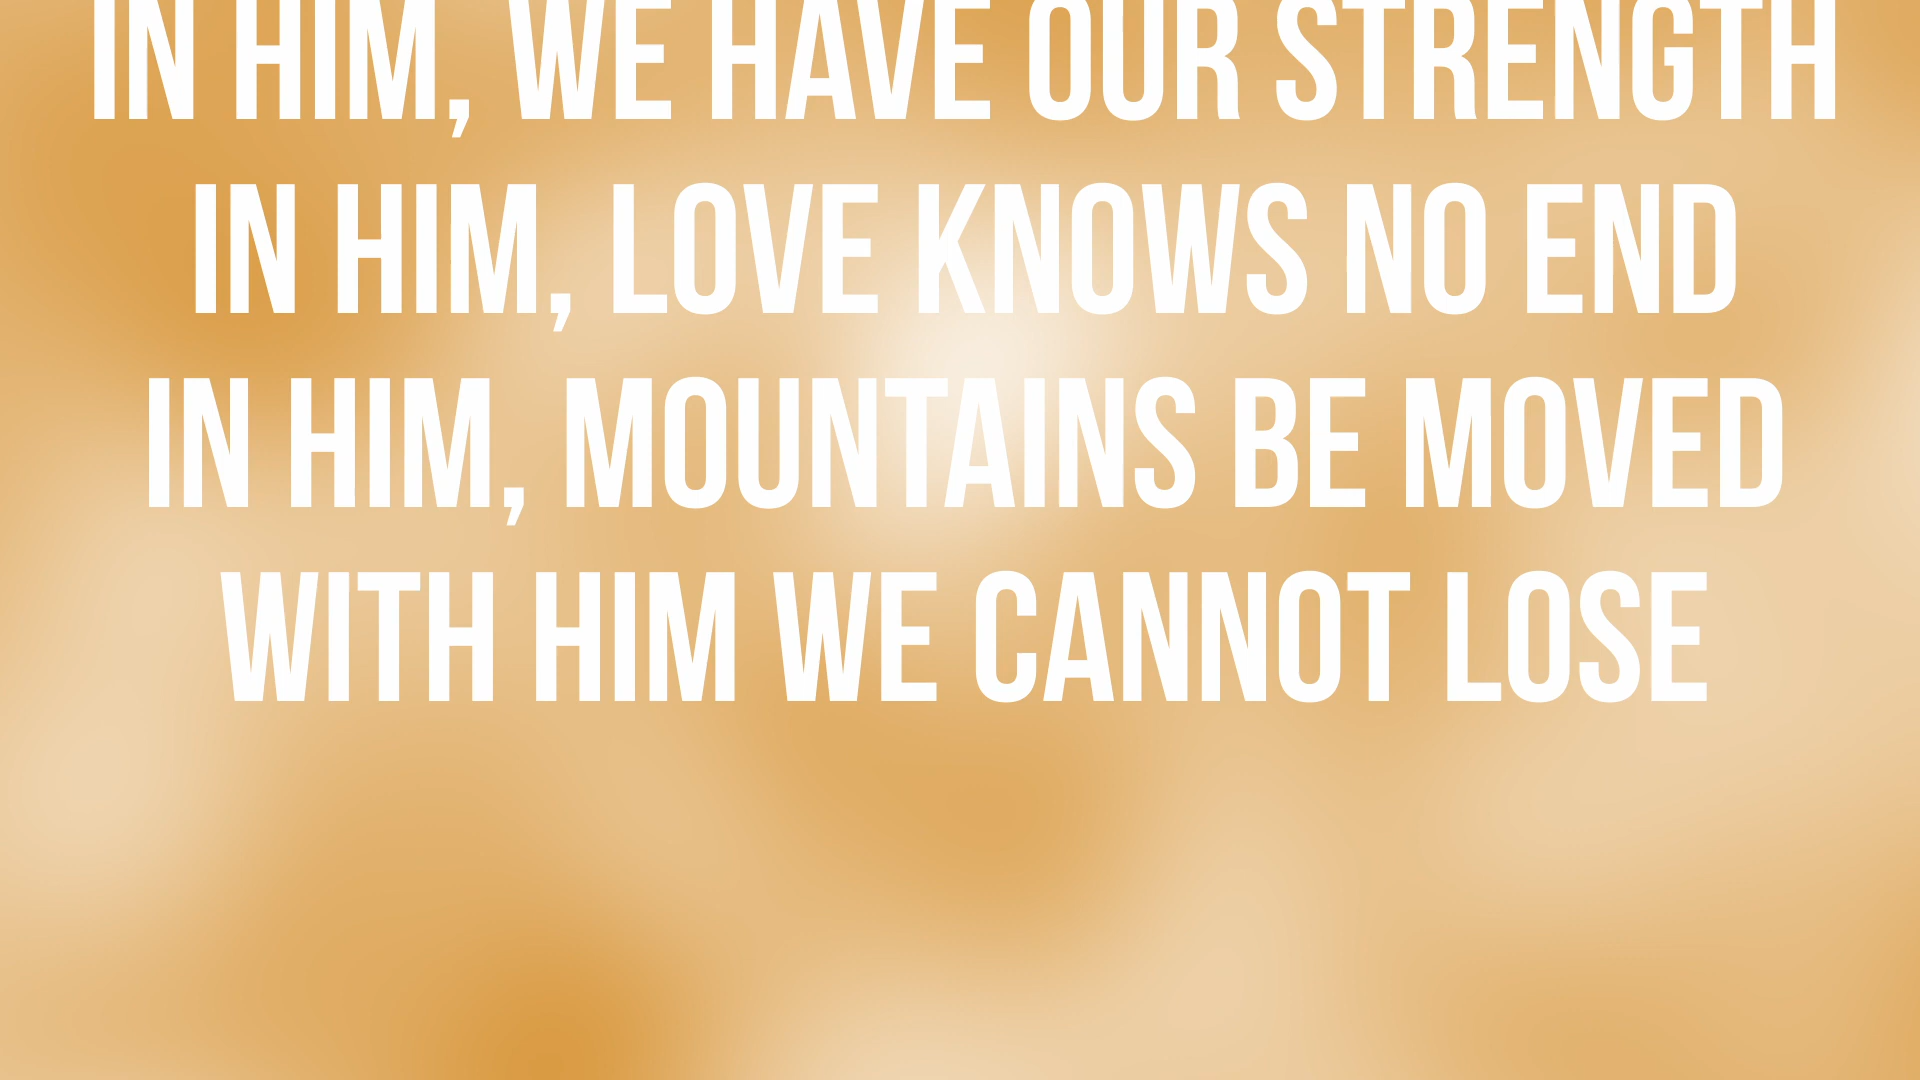 IN HIM, WE HAVE OUR STRENGTH
IN HIM, LOVE KNOWS NO END
IN HIM, MOUNTAINS BE MOVED
WITH HIM WE CANNOT LOSE